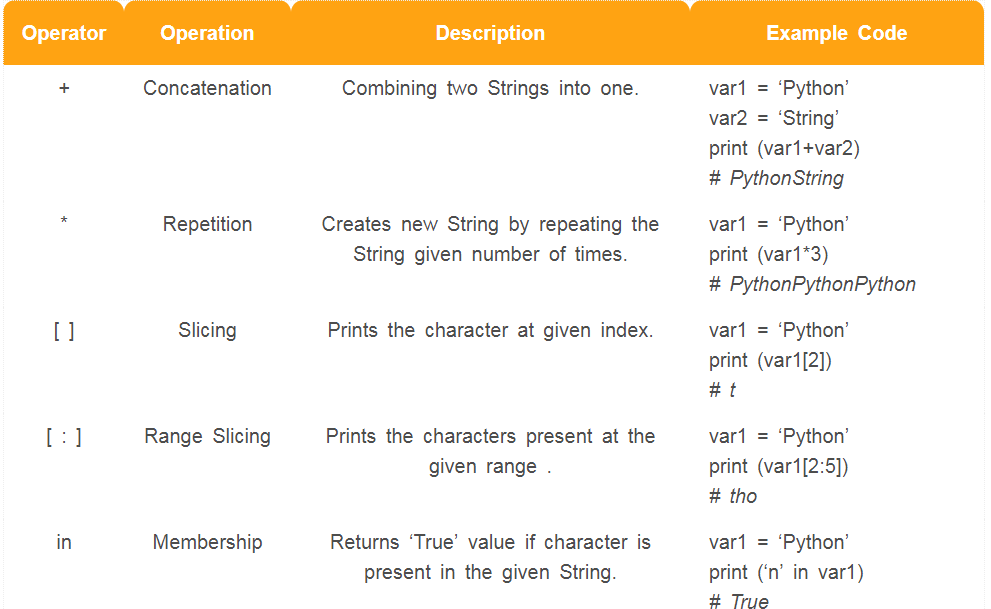 Operator Operation Description Example Code
+ Concatenation Combining two Strings into one. var1 = ‘Python’
var2 = ‘String’
print (var1+var2)
# PythonString
* Repetition Creates new String by repeating the var1 = ‘Python’
String given number of times. print (var1*3)
# PythonPythonPython
[ ] Slicing Prints the character at given index. var1 = ‘Python’
print (var1[2])
# t
[ : ] Range Slicing Prints the characters present at the var1 = ‘Python’
given range . print (var1[2:5])
# tho
in Membership Returns ‘True’ value if character is var1 = ‘Python’
present in the given String. print (‘n’ in var1)
# True